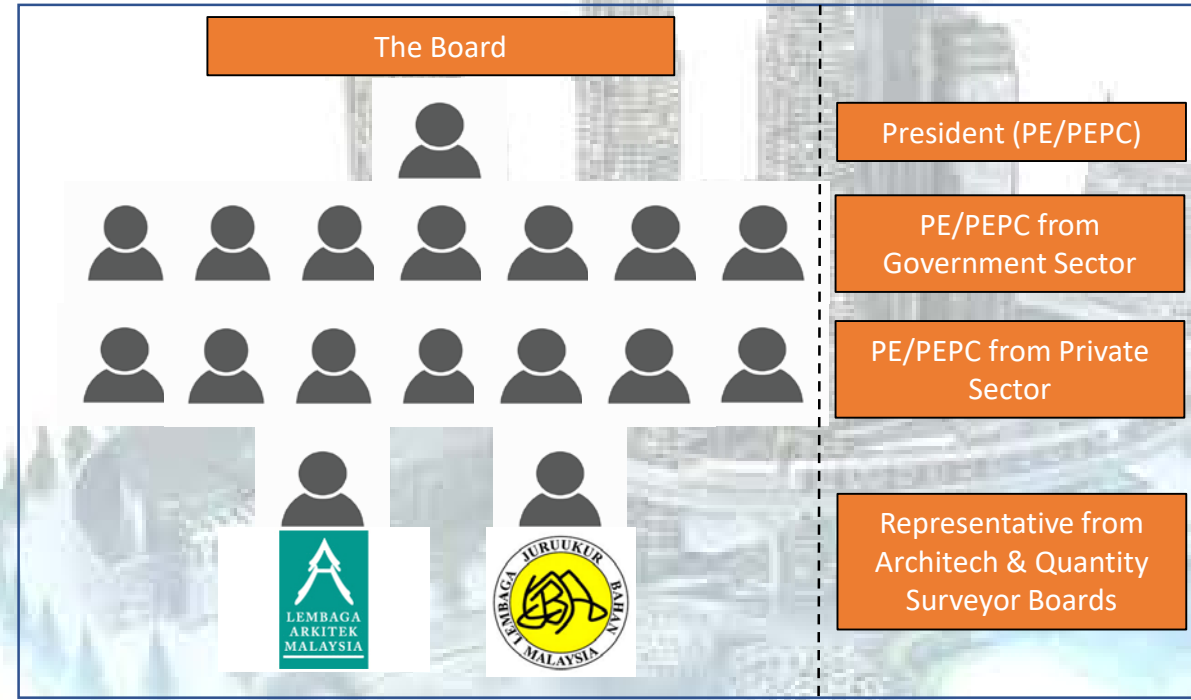 The Board
President (PE/PEPC)
PE/PEPC from
Government Sector
PE/PEPC from Private
Sector
Representative from
Architech & Quantity
Surveyor Boards
LEMBAGA
ARKITEK
MALAYSIA
LEMBAGA JURUUKUR BAHAN
MALAYSIA